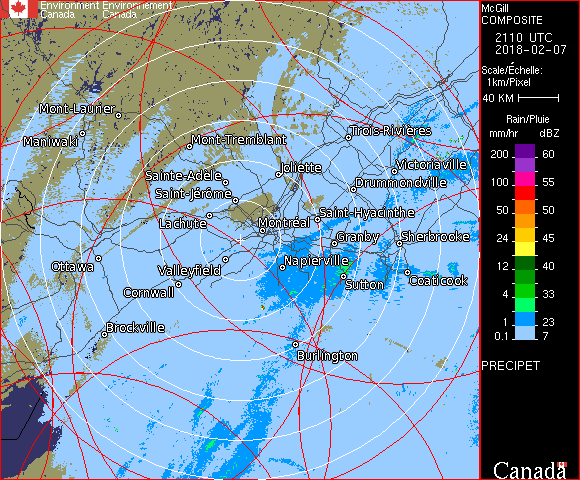 Environment Environnement
Canada Canada
McGill
COMPOSITE
2110 UTC
2018-02-07
Scale/Échelle:
1km/Pixel
40 KM
Rain/Pluie
mm/hr dBZ
200 60
100 55
50 50
24 45
12 40
4 33
1 23
0.1 7
PRECIPET
Canada
Mont-Laurier
Maniwaki
Mont-Tremblant
Trois-Rivières
Joliette
Victoriaville
Sainte-Adèle
Drummondville
Saint-Jérôme
Saint-Hyacinthe
Lachute
Montréal
Granby
Sherbrooke
Ottawa
Valleyfield
Napierville
Coaticook
Cornwall
Sutton
Brockville
Burlington